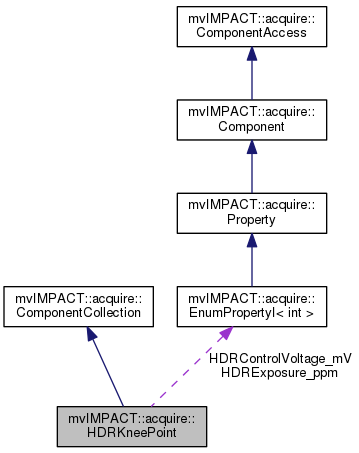 mvIMPACT::acquire::
ComponentAccess
mvIMPACT::acquire::
Component
mvIMPACT::acquire::
Property
mvIMPACT::acquire::
ComponentCollection
mvIMPACT::acquire::
EnumPropertyI< int >
HDRControlVoltage_mV
HDRExposure_ppm
mvIMPACT::acquire::
HDRKneePoint